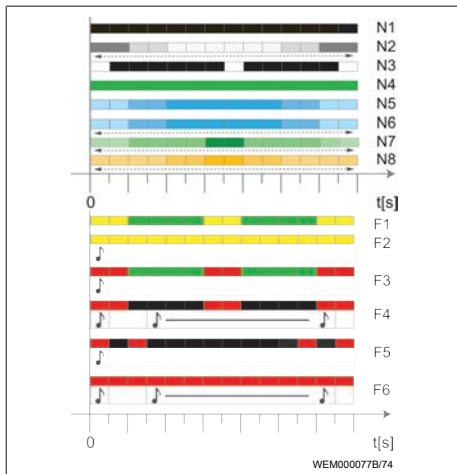 N1
N2
N3
N4
N5
N6
N7
N8
0
t[s]
F1
F2
F3
F4
F5
F6
0
t[s]
WEM000077B/74